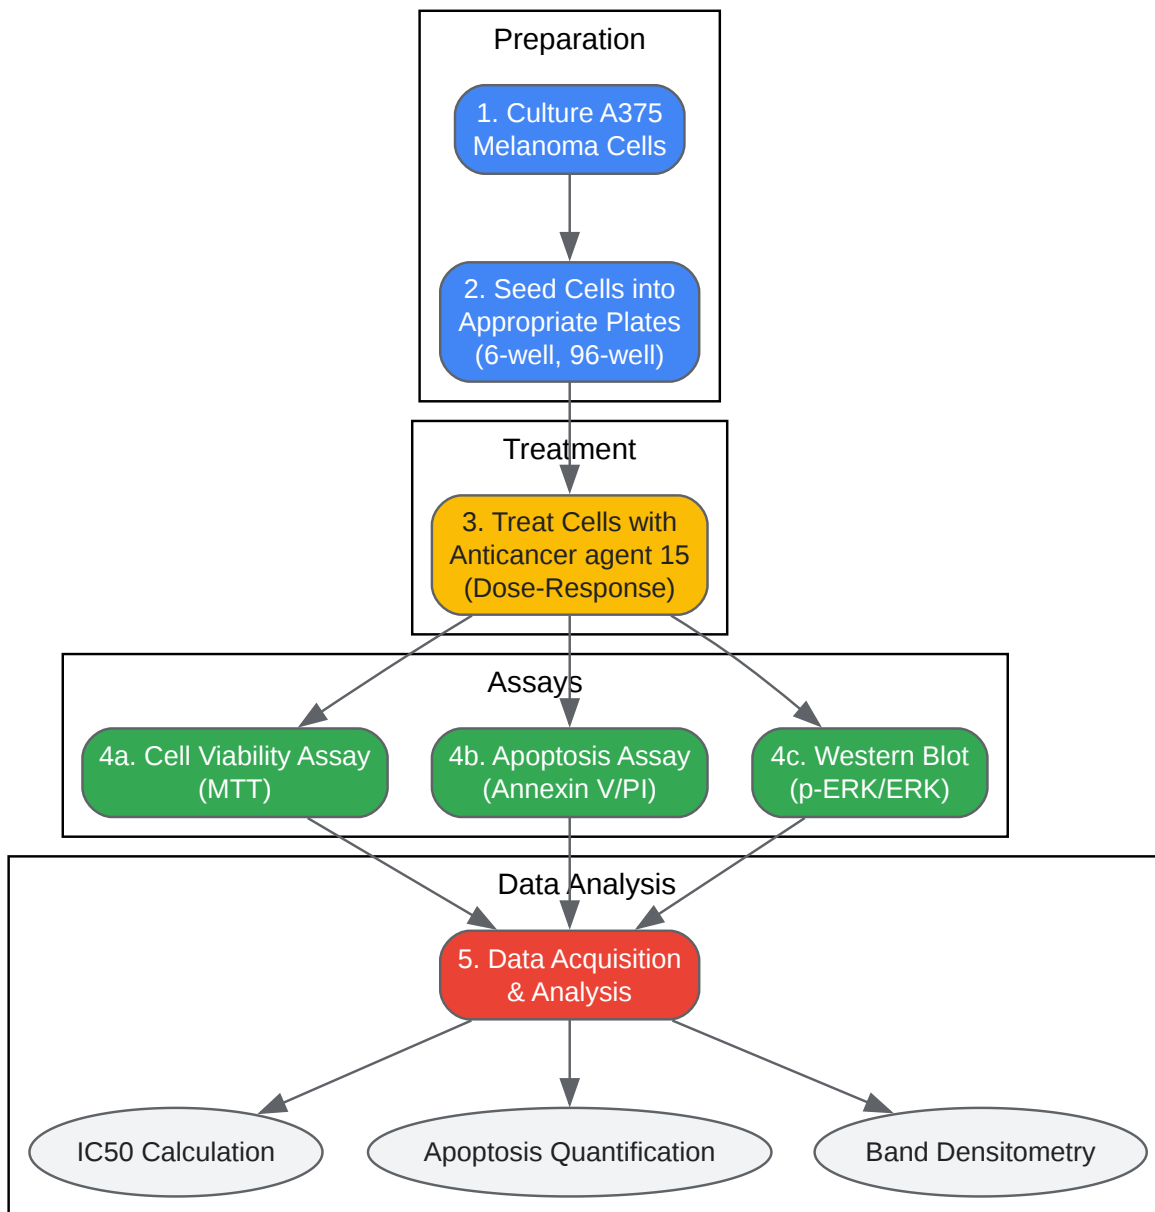 Preparation
1. Culture A375
Melanoma Cells
2. Seed Cells into
Appropriate Plates
(6-well, 96-well)
Treatment
3. Treat Cells with
Anticancer agent 15
(Dose-Response)
Assays
4a. Cell Viability Assay
(MTT)
4b. Apoptosis Assay
(Annexin V/PI)
4c. Western Blot
(p-ERK/ERK)
Data Analysis
5. Data Acquisition
& Analysis
IC50 Calculation
Apoptosis Quantification
Band Densitometry